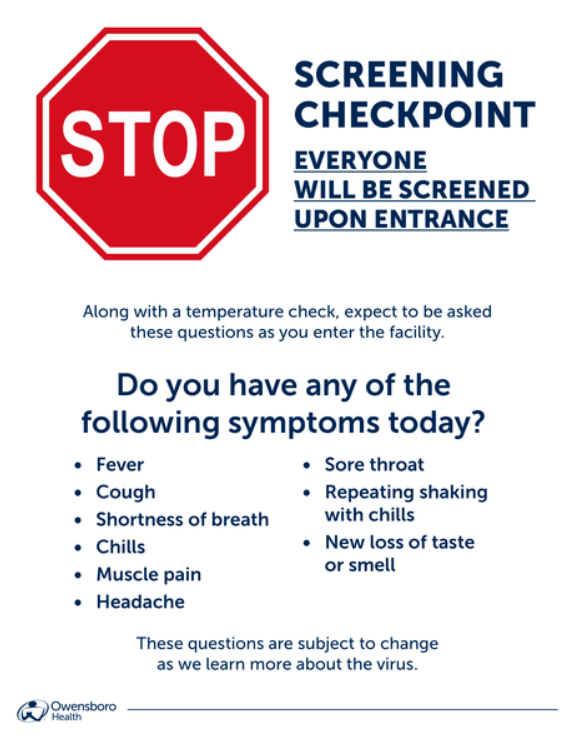 STOP
SCREENING
CHECKPOINT
EVERYONE
WILL BE SCREENED
UPON ENTRANCE
Along with a temperature check, expect to be asked
these questions as you enter the facility.
Do you have any of the
following symptoms today?
• Fever
• Cough
• Shortness of breath
• Chills
• Muscle pain
• Headache
• Sore throat
• Repeating shaking
with chills
• New loss of taste
or smell
These questions are subject to change
as we learn more about the virus.
Owensboro
Health